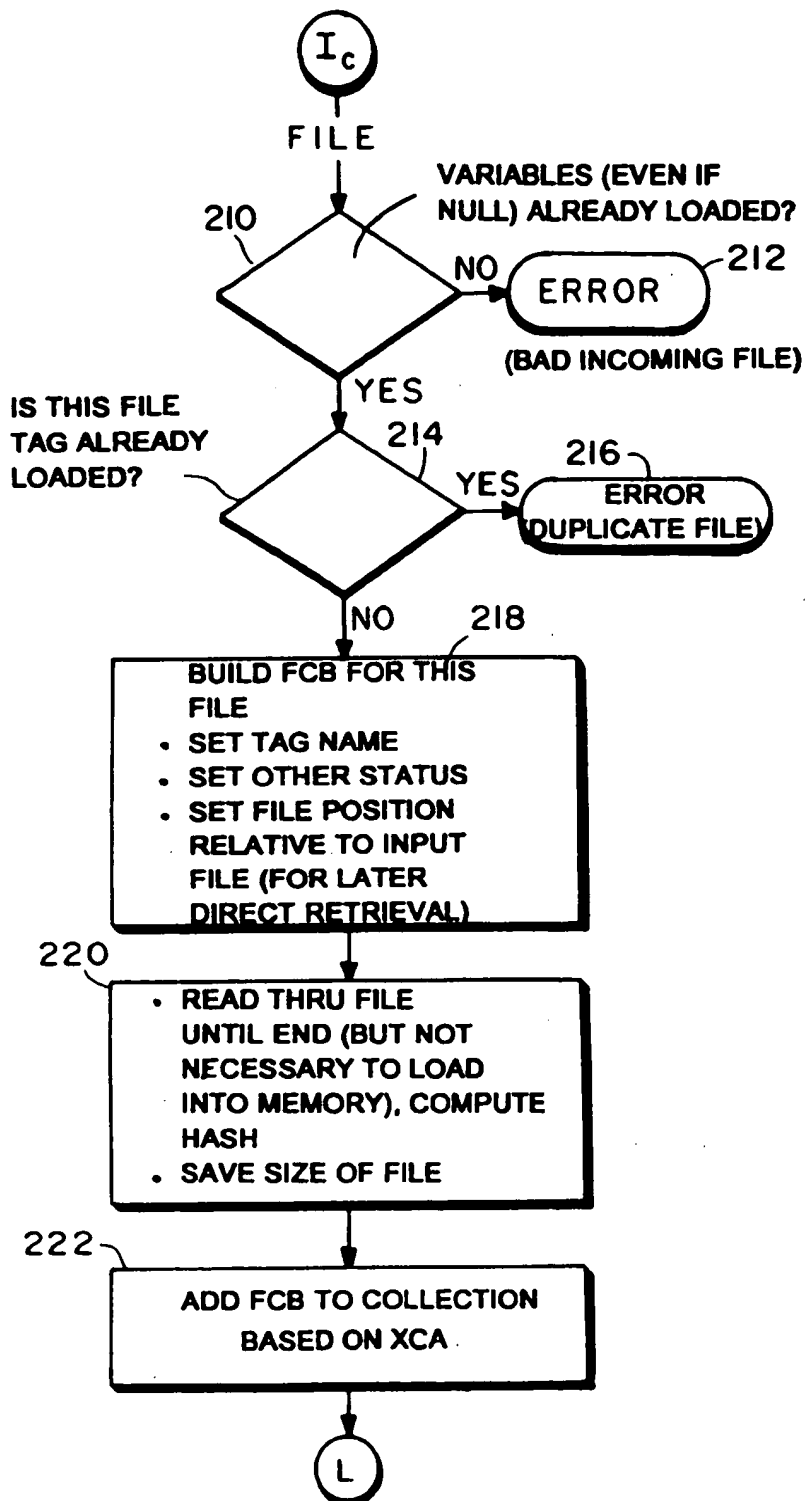 Ic
FILE
VARIABLES (EVEN IF
NULL) ALREADY LOADED?
210
NO
ERROR
212
(BAD INCOMING FILE)
YES
IS THIS FILE
TAG ALREADY
LOADED?
214
YES
216
ERROR
(DUPLICATE FILE)
NO
218
BUILD FCB FOR THIS
FILE
• SET TAG NAME
• SET OTHER STATUS
• SET FILE POSITION
RELATIVE TO INPUT
FILE (FOR LATER
DIRECT RETRIEVAL)
220
• READ THRU FILE
UNTIL END (BUT NOT
NECESSARY TO LOAD
INTO MEMORY), COMPUTE
HASH
• SAVE SIZE OF FILE
222
ADD FCB TO COLLECTION
BASED ON XCA
L